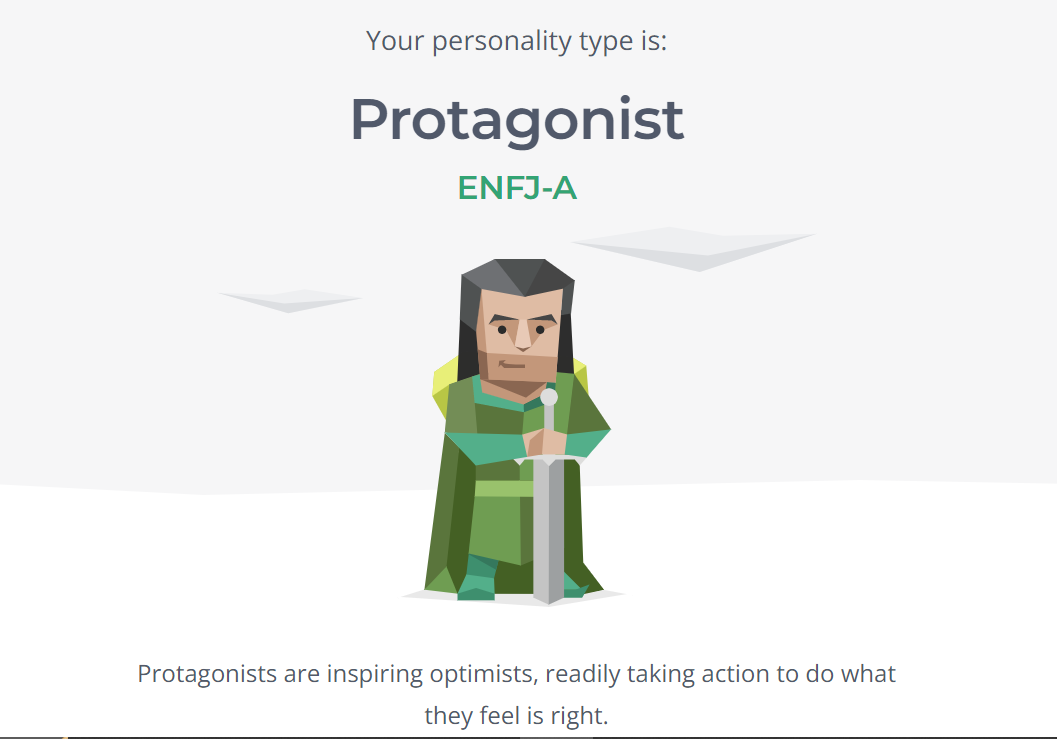 Your personality type is:
Protagonist
ENFJ-A
Protagonists are inspiring optimists, readily taking action to do what
they feel is right.